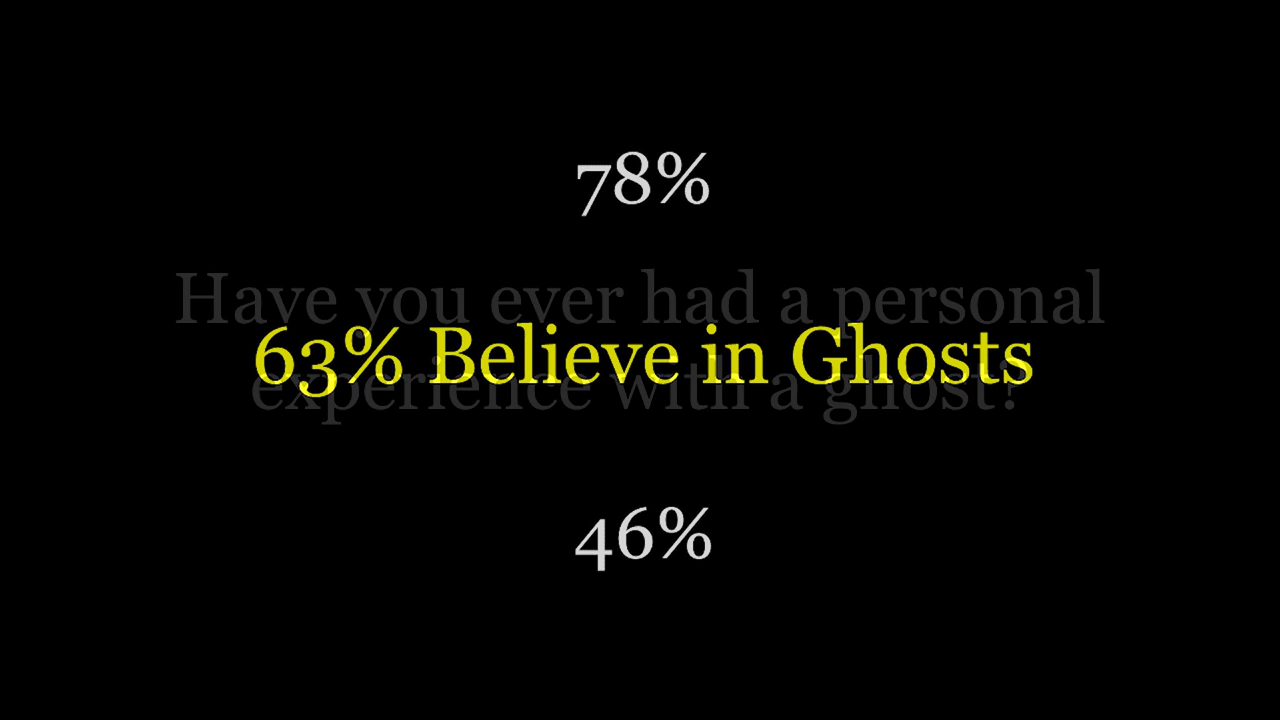 78%
Have you ever had a personal
63% Believe in Ghosts
experience with a ghost?
46%